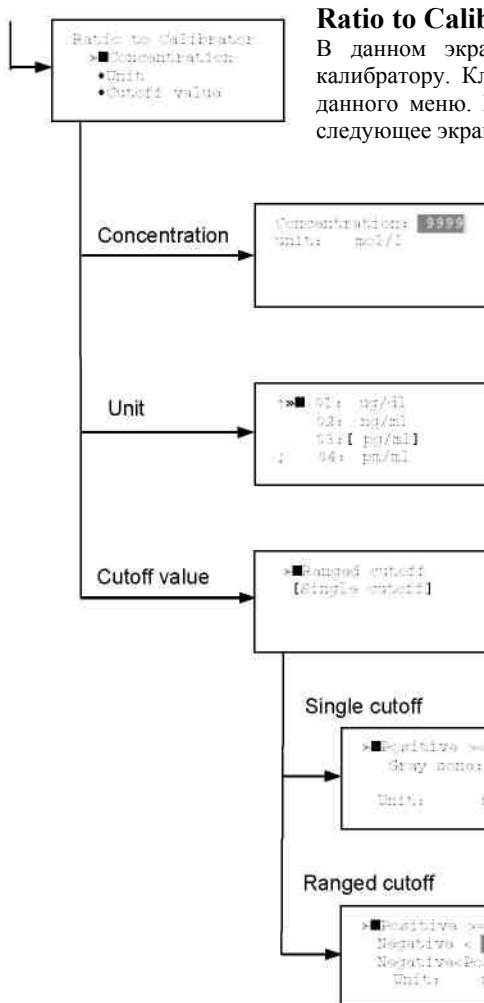 Ratio to Calib
В данном экра
калибратору. Кл
данного меню.
следующее экра
Ratio to Calibrator
»■Concentration
•Unit
•Cutoff value
Concentration
Concentration: 9999
unit: mol/l
Unit
»■ 01: ug/dl
02: ng/ml
03:[ pg/ml]
04: pm/ml
Cutoff value
»■Ranged cutoff
[Single cutoff]
Single cutoff
»■Positive >=
Gray zone:
Unit:
Ranged cutoff
»■Positive >=
Negative <
Negative<Po
Unit: